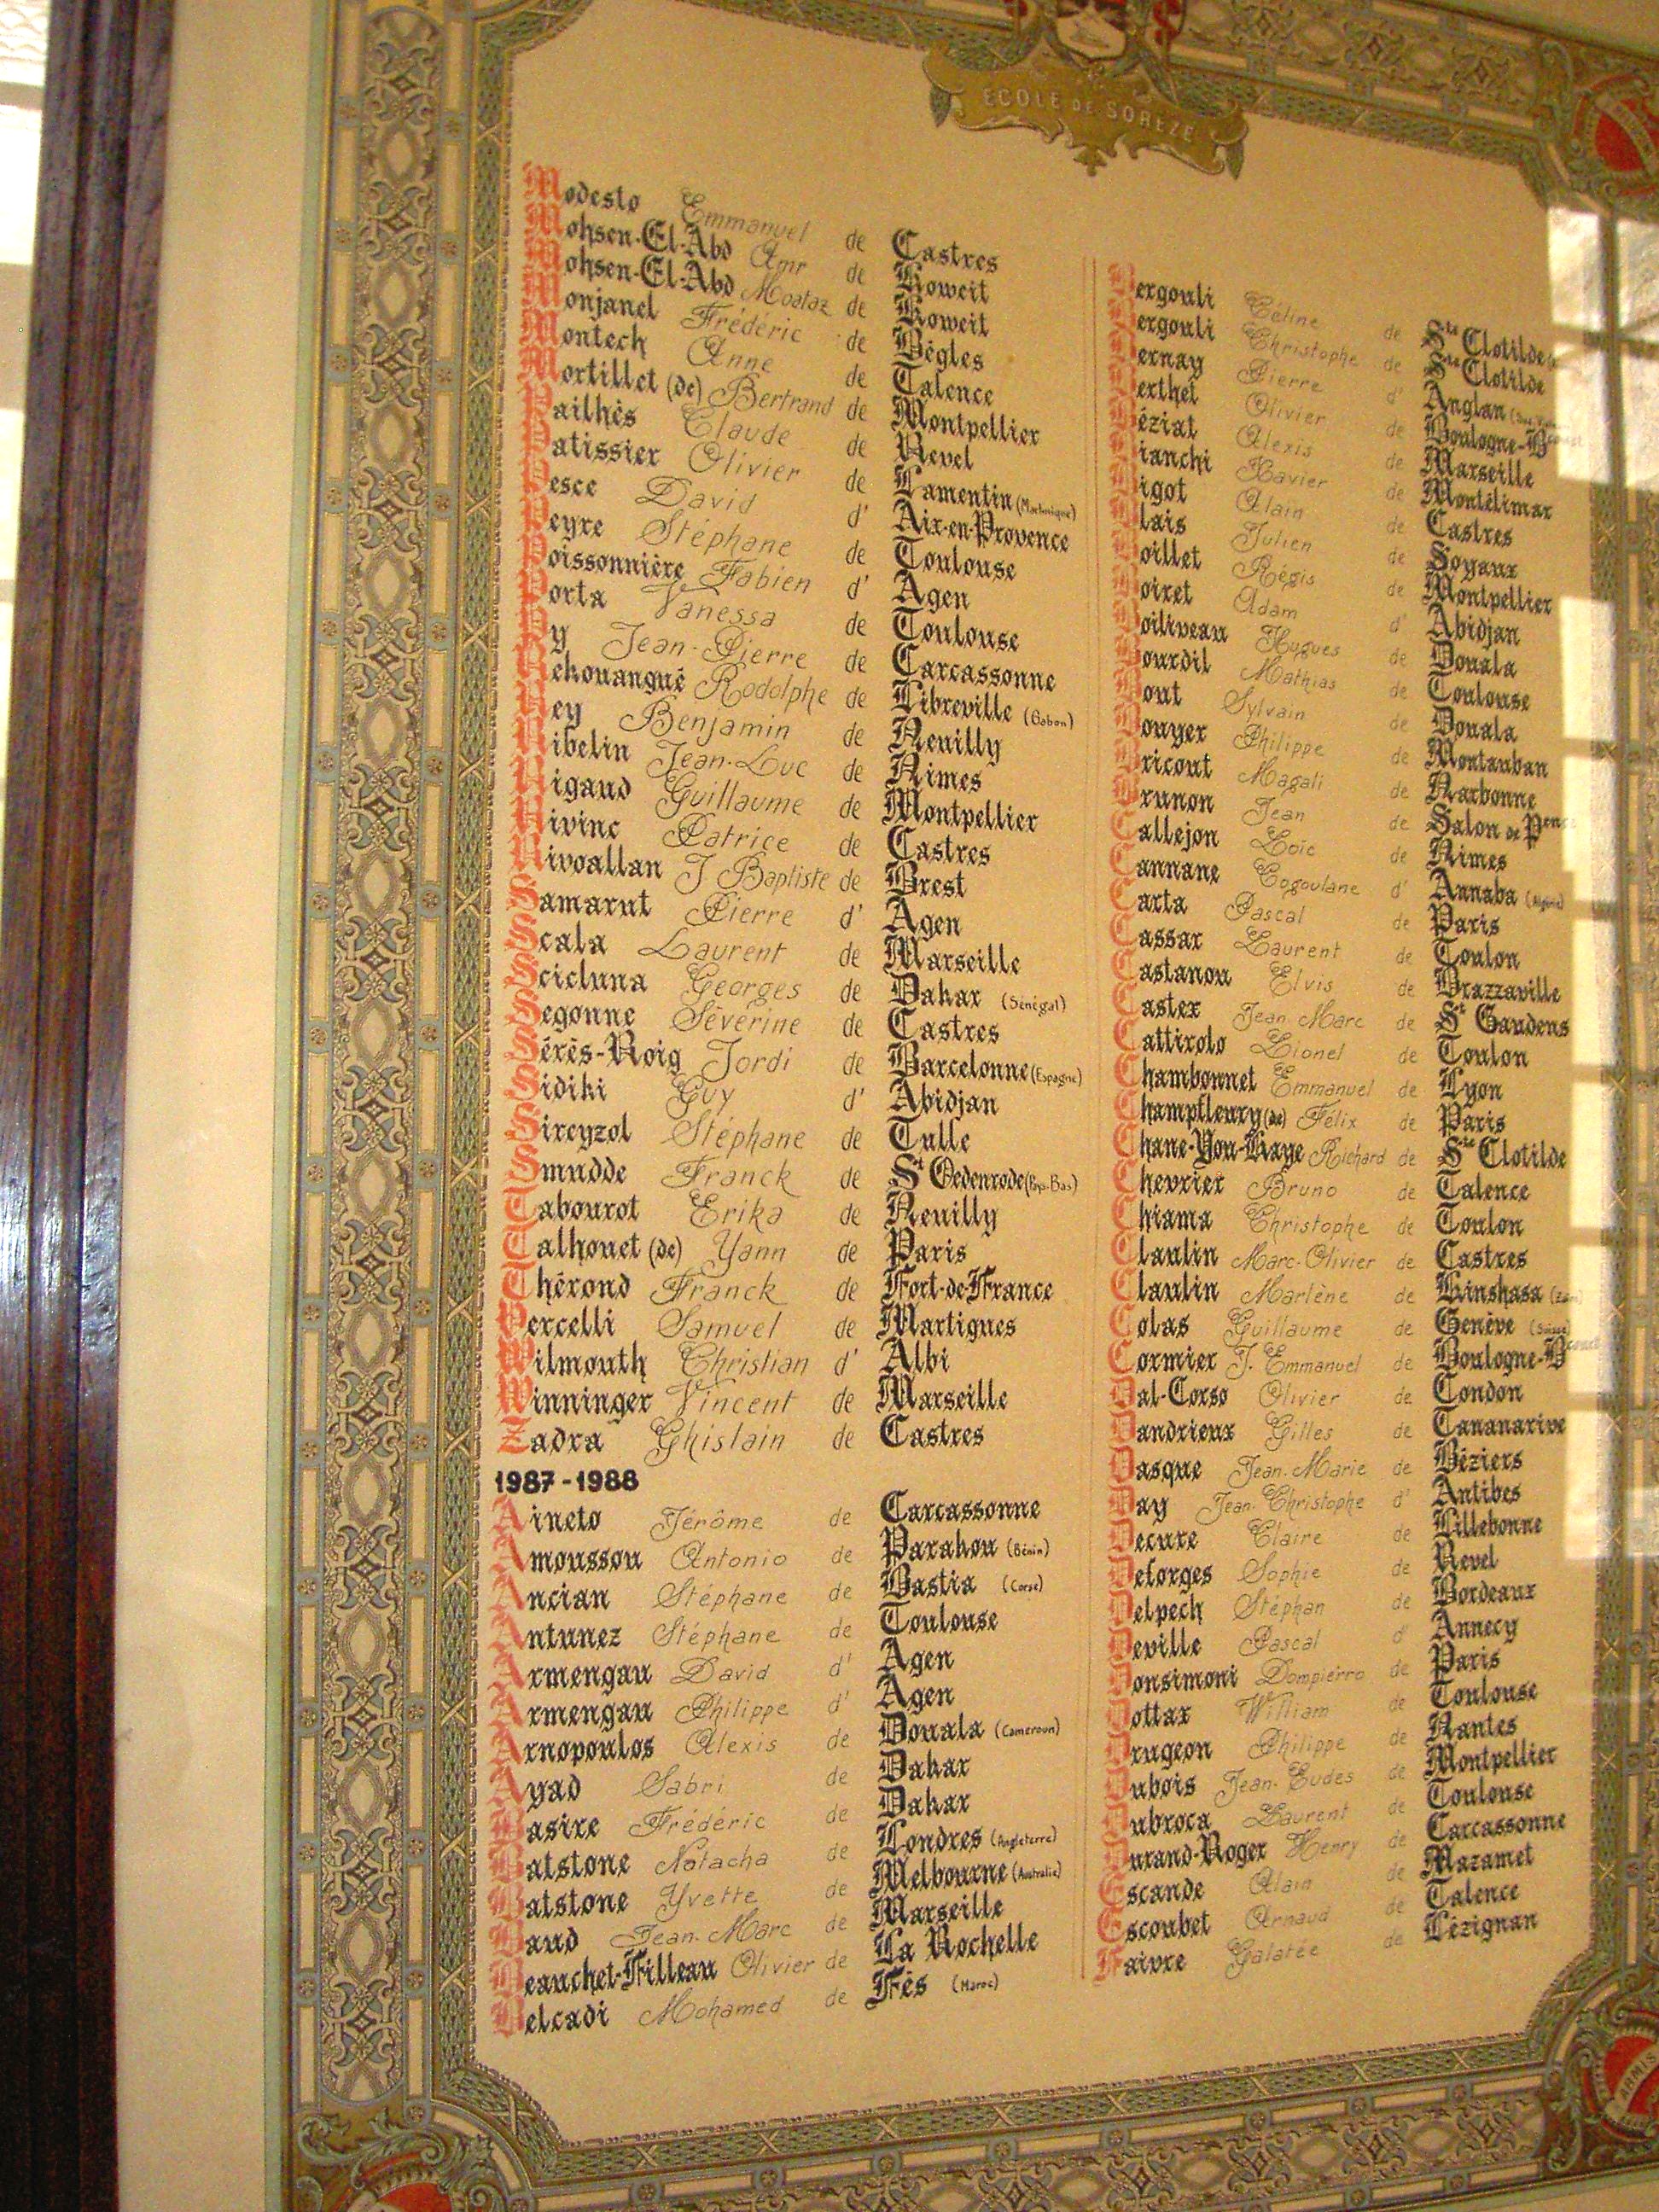 ECOLE DE SOREZE
Modesto Emmanuel de Castres
Mohsen-El-Abd Amr de Koweit
Mohsen-El-Abd Moataz de Koweit
Monjanel Frédéric de Bègles
Montech Anne de Talence
Mortillet (de) Bertrand de Montpellier
Pailhès Claude de Revel
Patissier Olivier de Lamentin (Martinique)
Pesce David d' Aix-en-Provence
Peyre Stéphane de Toulouse
Poissonnière Fabien d' Agen
Porta Vanessa de Toulouse
Py Jean-Pierre de Carcassonne
Rekouangué Rodolphe de Libreville (Gabon)
Rey Benjamin de Neuilly
Ribelin Jean-Luc de Nimes
Rigaud Guillaume de Montpellier
Rivinc Patrice de Castres
Rivoallan J Baptiste de Brest
Samarut Pierre d' Agen
Scala Laurent de Marseille
Scicluna Georges de Dakar (Sénégal)
Segonne Séverine de Castres
Sérès-Roig Jordi de Barcelonne (Espagne)
Sidiki Guy d' Abidjan
Sireyzol Stéphane de Tulle
Smudde Franck de St Oedenrode (Pays-Bas)
Tabourot Erika de Neuilly
Talhouet (de) Yann de Paris
Thérond Franck de Fort-de-France
Vercelli Samuel de Martigues
Wilmouth Christian d' Albi
Winninger Vincent de Marseille
Zadra Ghislain de Castres
1987-1988
Aineto Jérôme de Carcassonne
Amoussou Antonio de Parakou (Bénin)
Ancian Stéphane de Bastia (Corse)
Antunez Stéphane de Toulouse
Armengau David d' Agen
Armengau Philippe d' Agen
Arnopoulos Alexis de Douala (Cameroun)
Ayad Sabri de Dakar
Basire Frédéric de Dakar
Batstone Natacha de Londres (Angleterre)
Batstone Yvette de Melbourne (Australie)
Baud Jean-Marc de Marseille
Beauchet-Filleau Olivier de La Rochelle
Belcadi Mohamed de Fès (Maroc)
Bergouli Céline de Ste Clotilde
Bergouli Christophe de Ste Clotilde
Bernay Pierre d' Anglan
Berthet Olivier de Boulogne-B
Béziat Alexis de Marseille
Bianchi Xavier de Montélimar
Bigot Alain de Castres
Blais Julien de Soyaux
Boillet Régis de Montpellier
Boiret Adam d' Abidjan
Boiliveau Hugues de Douala
Bourdil Mathias de Toulouse
Bout Sylvain de Douala
Bouyer Philippe de Montauban
Bricout Magali de Narbonne
Brunon Jean de Salon de Pence
Callejon Loïc de Nimes
Cannane Cogoulane d' Annaba (Algérie)
Carta Pascal de Paris
Cassar Laurent de Toulon
Castanou Elvis de Brazzaville
Castex Jean Marc de St Gaudens
Cattiroto Lionel de Toulon
Chambonnet Emmanuel de Lyon
Champfleury (de) Félix de Paris
Chane-You-Kaye Richard de Ste Clotilde
Chevrier Bruno de Talence
Chiama Christophe de Toulon
Claulin Marc-Olivier de Castres
Claulin Marlène de Kinshasa
Colas Guillaume de Genève (Suisse)
Cormier J. Emmanuel de Boulogne-B
Dal-Corso Olivier de Condon
Dandrieux Gilles de Tananarive
Dasque Jean-Marie de Béziers
Day Jean-Christophe d' Antibes
Decure Claire de Lillebonne
Deforges Sophie de Revel
Delpech Stéphan de Bordeaux
Deville Pascal d' Annecy
Donsimoni Dompierro de Paris
Dottax William de Toulouse
Drugeon Philippe de Nantes
Dubois Jean-Eudes de Montpellier
Dubroca Laurent de Toulouse
Durand-Roger Henry de Carcassonne
Escande Alain de Mazamet
Escoubet Arnaud de Talence
Faivre Galatée de Lézignan
ARMIS